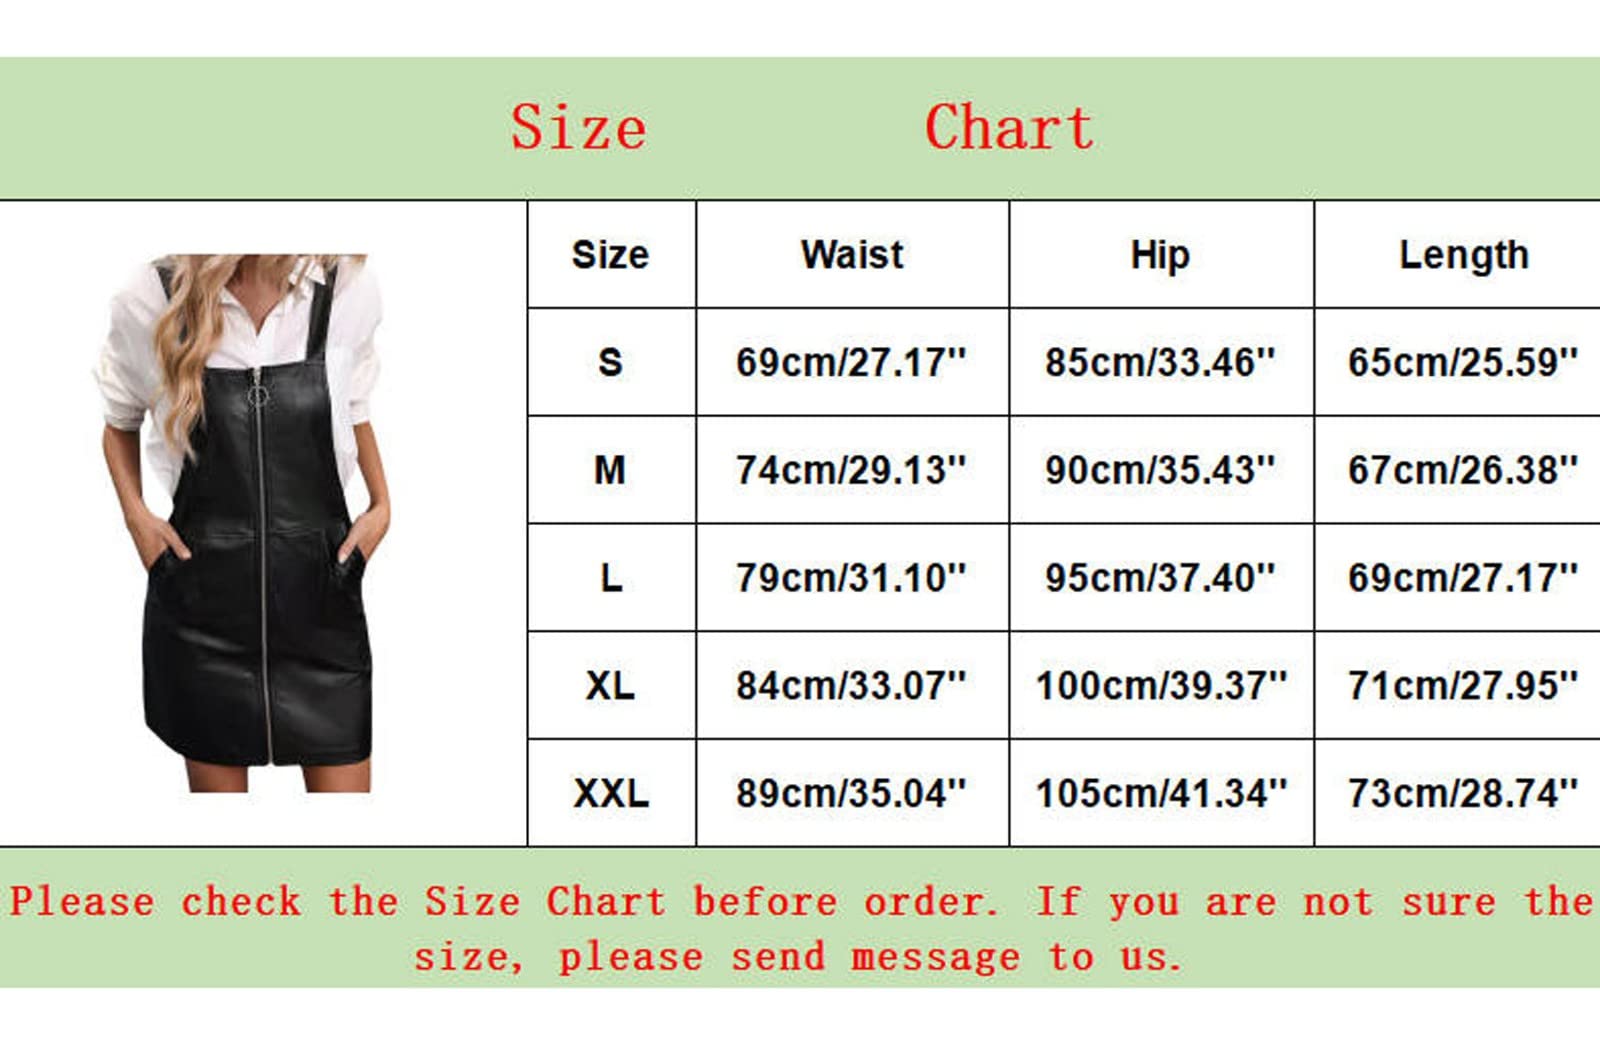 Size Chart
Size Waist Hip Length
S 69cm/27.17" 85cm/33.46" 65cm/25.59"
M 74cm/29.13" 90cm/35.43" 67cm/26.38"
L 79cm/31.10" 95cm/37.40" 69cm/27.17"
XL 84cm/33.07" 100cm/39.37" 71cm/27.95"
XXL 89cm/35.04" 105cm/41.34" 73cm/28.74"
Please check the Size Chart before order. If you are not sure the
size, please send message to us.